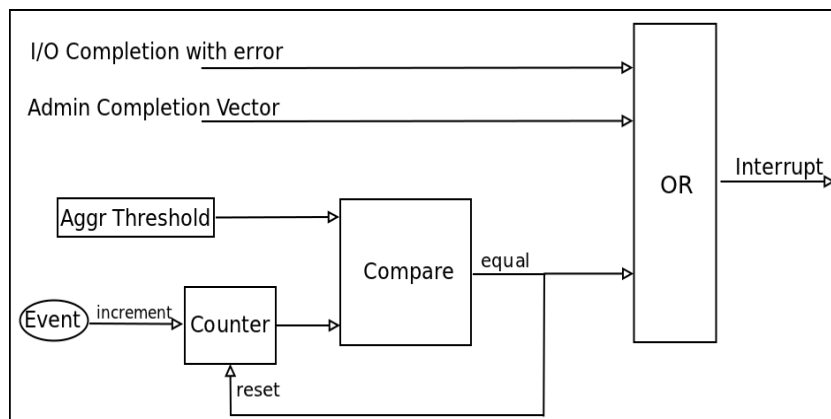 I/O Completion with error
Admin Completion Vector
OR
Interrupt
Aggr Threshold
Compare
equal
Event
increment
Counter
reset